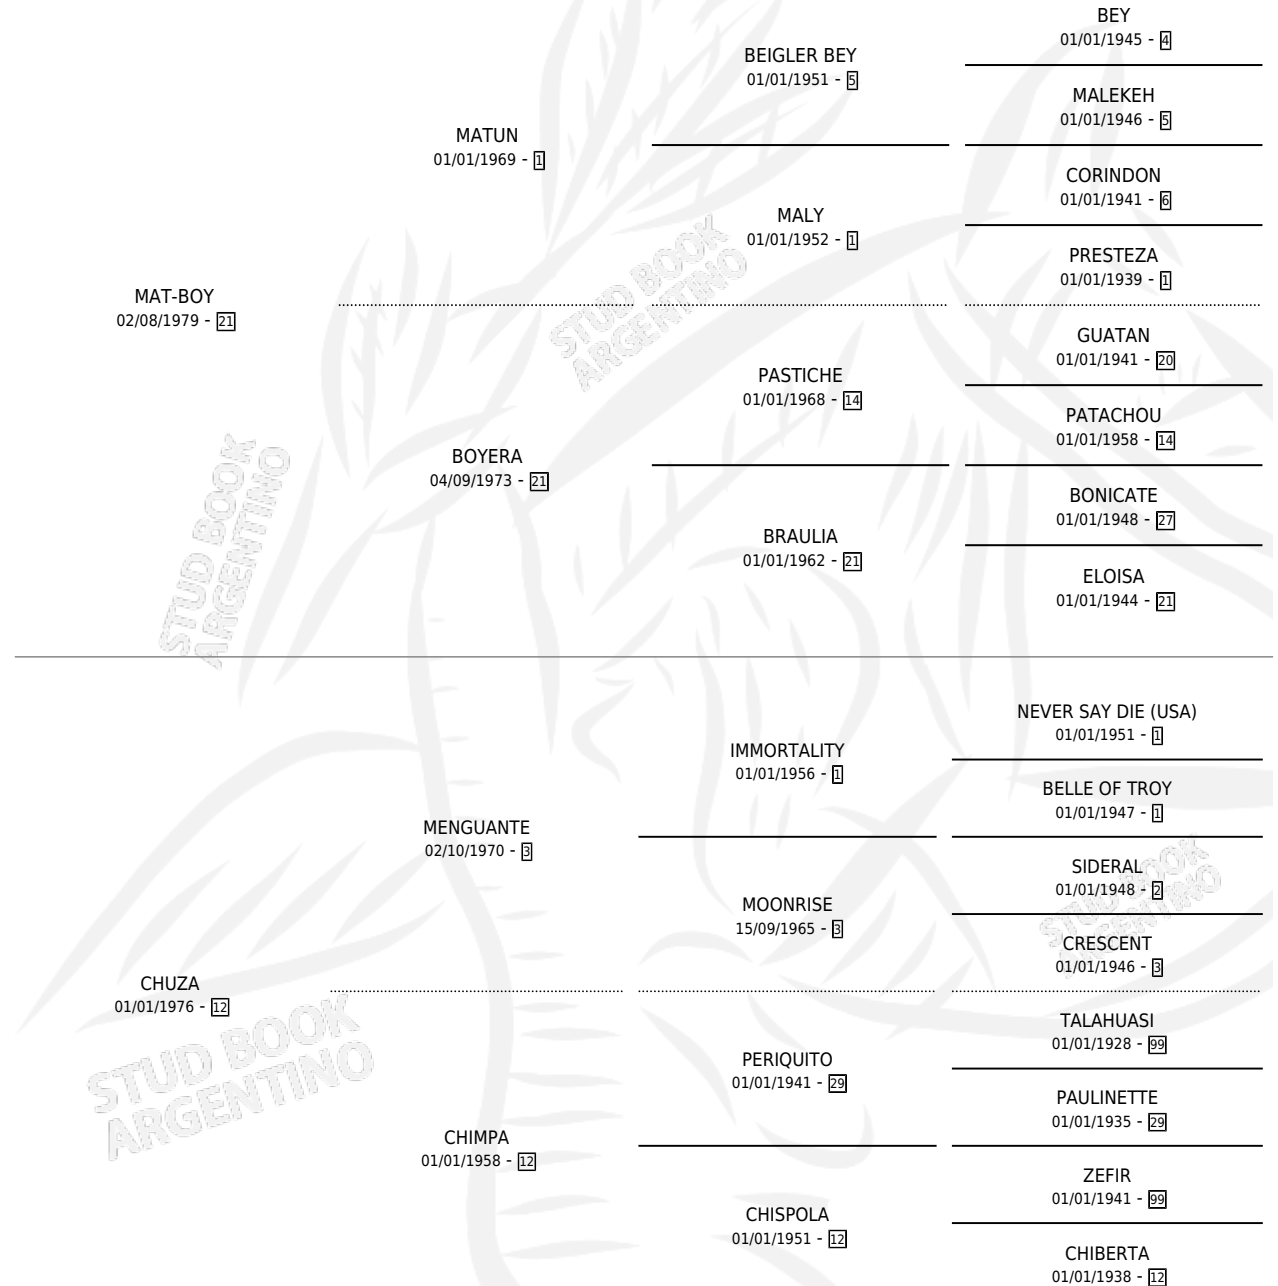 BEY
01/01/1945 - 4
BEIGLER BEY
01/01/1951 - 5
MALEKEH
01/01/1946 - 5
MATUN
01/01/1969 - 1
CORINDON
01/01/1941 - 6
MALY
01/01/1952 - 1
PRESTEZA
01/01/1939 - 1
MAT-BOY
02/08/1979 - 21
GUATAN
01/01/1941 - 20
PASTICHE
01/01/1968 - 14
PATACHOU
01/01/1958 - 14
BOYERA
04/09/1973 - 21
BONICATE
01/01/1948 - 27
BRAULIA
01/01/1962 - 21
ELOISA
01/01/1944 - 21
STUD BOOK
ARGENTINO
STUD BOOK
ARGENTINO
NEVER SAY DIE (USA)
01/01/1951 - 1
IMMORTALITY
01/01/1956 - 1
BELLE OF TROY
01/01/1947 - 1
MENGUANTE
02/10/1970 - 3
SIDERAL
01/01/1948 - 2
MOONRISE
15/09/1965 - 3
CRESCENT
01/01/1946 - 3
CHUZA
01/01/1976 - 12
TALAHUASI
01/01/1928 - 99
PERIQUITO
01/01/1941 - 29
PAULINETTE
01/01/1935 - 29
CHIMPA
01/01/1958 - 12
ZEFIR
01/01/1941 - 99
CHISPOLA
01/01/1951 - 12
CHIBERTA
01/01/1938 - 12
STUD BOOK
ARGENTINO
STUD BOOK
ARGENTINO